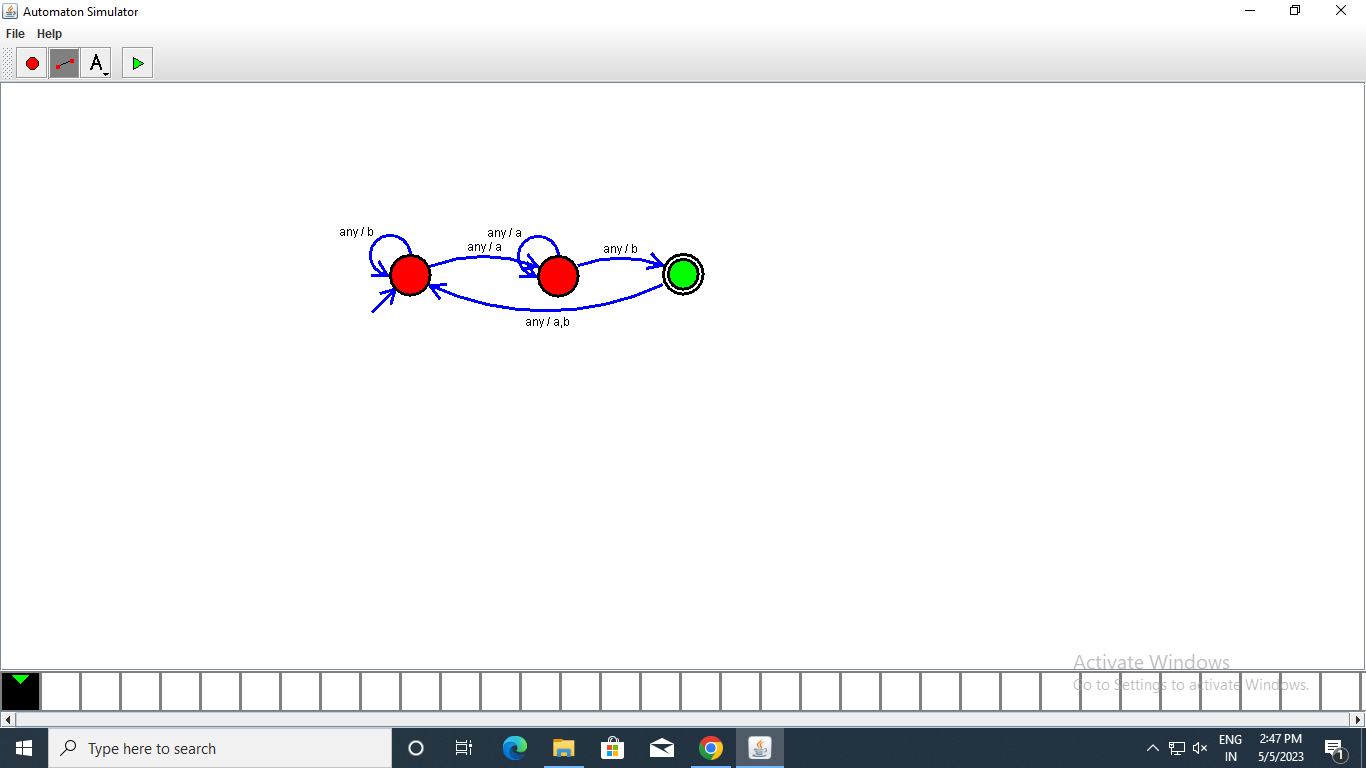 Automaton Simulator
File Help
A
any / b
any / a
any / a
any / b
any / a,b
Activate Windows
Go to Settings to activate Windows.
Type here to search
ENG
IN
2:47 PM
5/5/2023
1